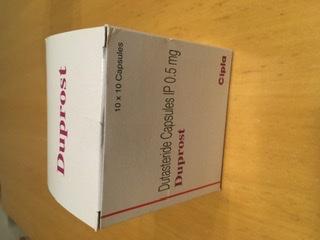 Duprost
10 x 10 Capsules
Dutasteride Capsules IP 0.5 mg
Duprost
Cipla